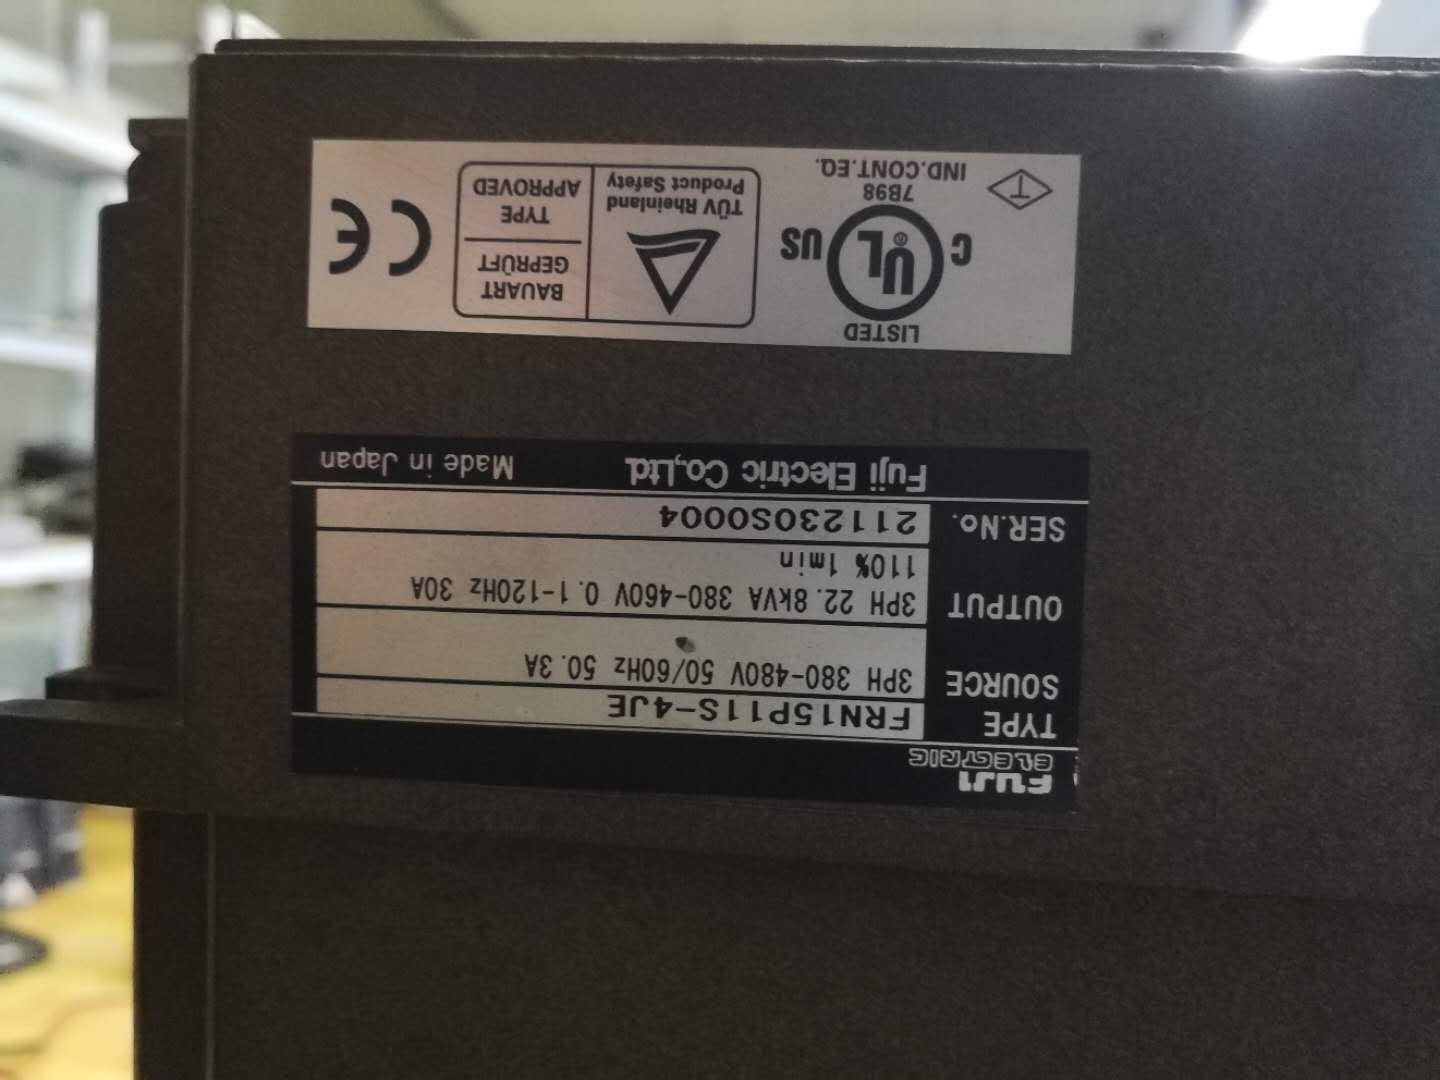 FUJI
ELECTRIC
TYPE FRN15P11S-4JE
SOURCE 3PH 380-480V 50/60Hz 50.3A
OUTPUT 3PH 22.8kVA 380-460V 0.1-120Hz 30A
110% 1min
SER.No. 211230S0004
Fuji Electric Co.,Ltd. Made in Japan
LISTED
C UL® US
7B98
IND.CONT.EQ.
T
BAUART
GEPRÜFT
TYPE
APPROVED
TÜV Rheinland
Product Safety
CE